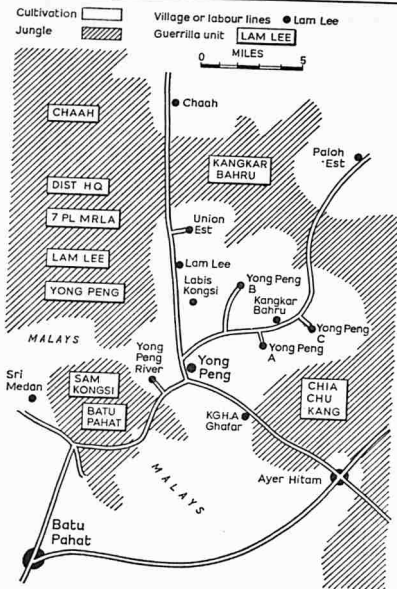 Cultivation
Jungle
Village or labour lines Lam Lee
Guerrilla unit LAM LEE
MILES
0 5
CHAAH
Chaah
KANGKAR
BAHRU
Paloh
Est
DIST HQ
7 PL MRLA
Union
Est
LAM LEE
Lam Lee
YONG PENG
Labis
Kongsi
Yong Peng
B
Kangkar
Bahru
Yong Peng
C
Yong Peng
A
MALAYS
Yong
Peng
River
Yong
Peng
Sri
Medan
SAM
KONGSI
BATU
PAHAT
CHIA
CHU
KANG
KGH.A
Ghafar
MALAYS
Ayer Hitam
Batu
Pahat